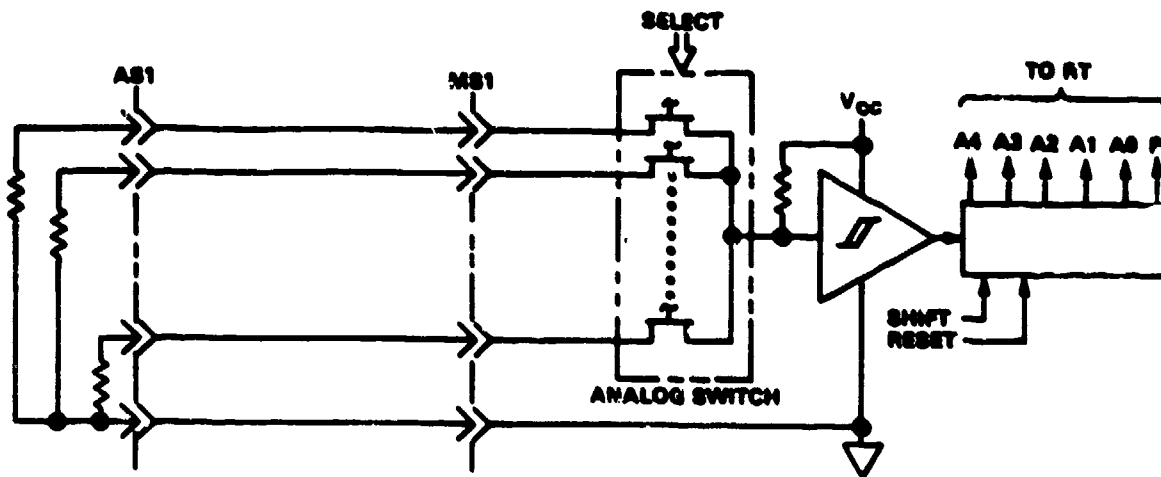 SELECT
AS1
MS1
TO RT
VCC
A4 A3 A2 A1 A0 P
SHIFT
RESET
ANALOG SWITCH